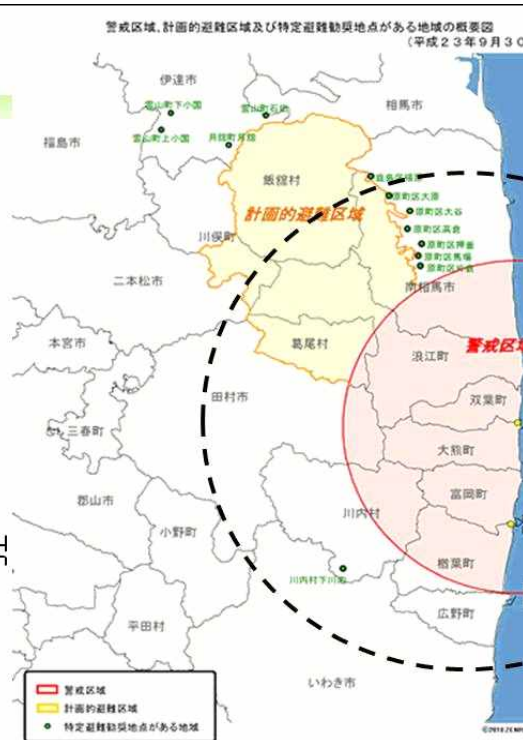 警戒区域、計画的避難区域及び特定避難勧奨地点がある地域の概要図
(平成23年9月30
伊達市
相馬市
霊山町下小国
霊山町石田
霊山町上小国
月舘町月舘
福島市
飯舘村
鹿島区橲原
原町区大原
原町区大谷
計画的避難区域
原町区高倉
川俣町
原町区押釜
原町区馬場
原町区片倉
二本松市
南相馬市
本宮市
葛尾村
浪江町
警戒区域
田村市
双葉町
三春町
大熊町
郡山市
富岡町
川内村
小野町
楢葉町
川内村下川内
広野町
平田村
いわき市
警戒区域
計画的避難区域
特定避難勧奨地点がある地域